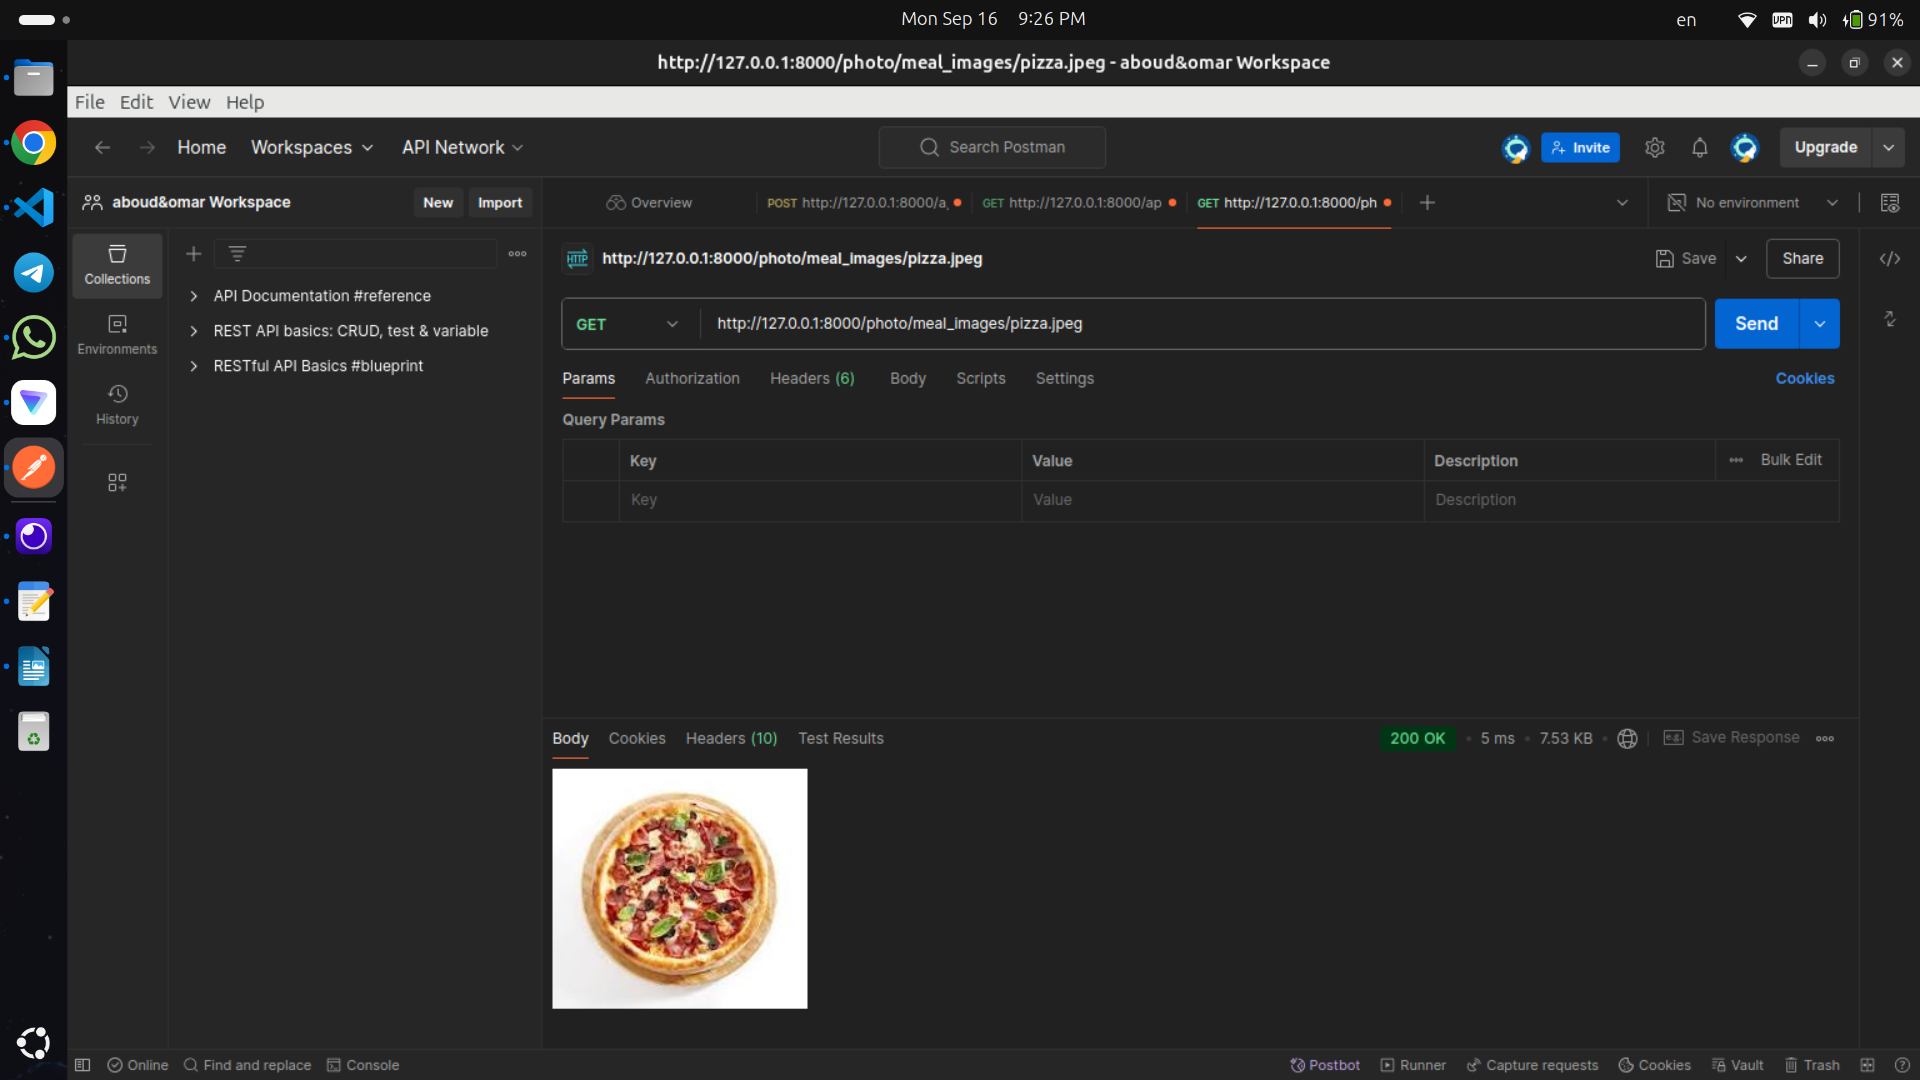 Mon Sep 16 9:26 PM
en
VPN
91%
http://127.0.0.1:8000/photo/meal_images/pizza.jpeg - aboud&omar Workspace
File Edit View Help
Home Workspaces API Network
Search Postman
Invite
Upgrade
aboud&omar Workspace
New Import
Overview
POST http://127.0.0.1:8000/a
GET http://127.0.0.1:8000/ap
GET http://127.0.0.1:8000/ph
No environment
Collections
Environments
History
API Documentation #reference
REST API basics: CRUD, test & variable
RESTful API Basics #blueprint
HTTP http://127.0.0.1:8000/photo/meal_images/pizza.jpeg
Save
Share
GET http://127.0.0.1:8000/photo/meal_images/pizza.jpeg
Send
Params Authorization Headers (6) Body Scripts Settings
Cookies
Query Params
Key Value Description Bulk Edit
Key Value Description
Body Cookies Headers (10) Test Results
200 OK • 5 ms • 7.53 KB •
e.g. Save Response
Online Find and replace Console
Postbot Runner Capture requests Cookies Vault Trash